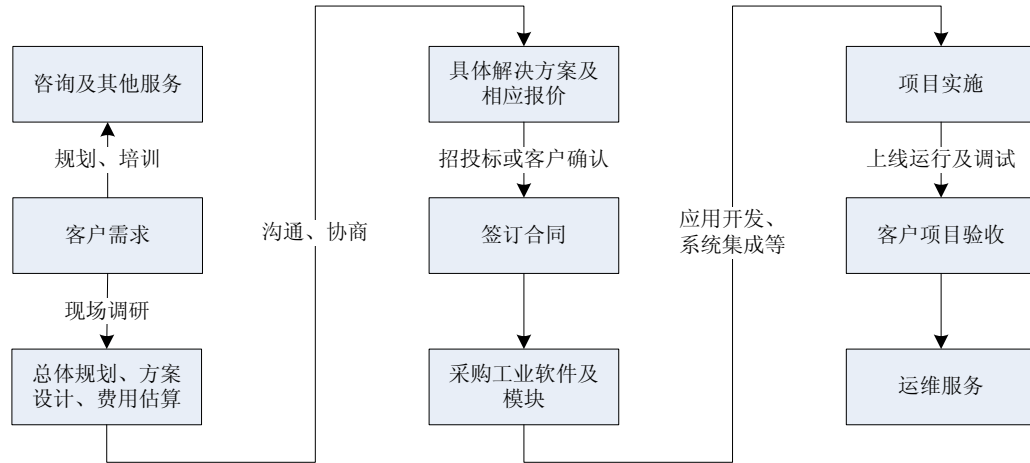 咨询及其他服务
规划、培训
客户需求
现场调研
总体规划、方案
设计、费用估算
沟通、协商
具体解决方案及
相应报价
招投标或客户确认
签订合同
采购工业软件及
模块
应用开发、
系统集成等
项目实施
上线运行及调试
客户项目验收
运维服务